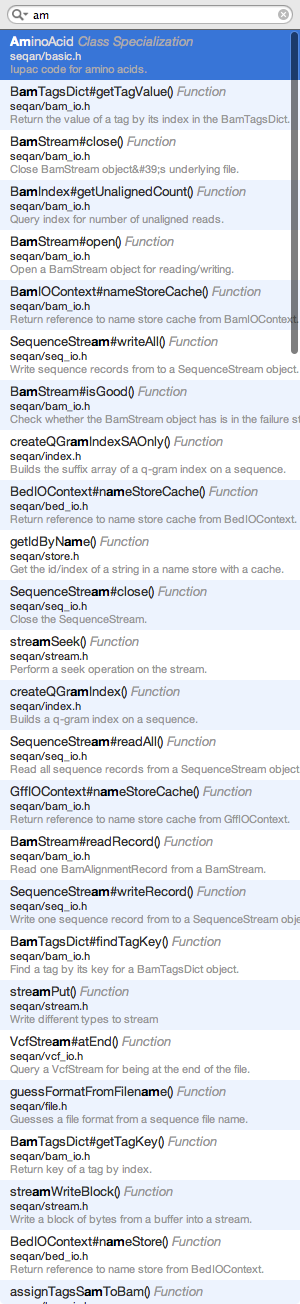 am
AminoAcid Class Specialization
seqan/basic.h
Iupac code for amino acids.
BamTagsDict#getTagValue() Function
seqan/bam_io.h
Return the value of a tag by its index in the BamTagsDict.
BamStream#close() Function
seqan/bam_io.h
Close BamStream object&#39;s underlying file.
BamIndex#getUnalignedCount() Function
seqan/bam_io.h
Query index for number of unaligned reads.
BamStream#open() Function
seqan/bam_io.h
Open a BamStream object for reading/writing.
BamIOContext#nameStoreCache() Function
seqan/bam_io.h
Return reference to name store cache from BamIOContext.
SequenceStream#writeAll() Function
seqan/seq_io.h
Write sequence records from to a SequenceStream object.
BamStream#isGood() Function
seqan/bam_io.h
Check whether the BamStream object has is in the failure st
createQGramIndexSAOnly() Function
seqan/index.h
Builds the suffix array of a q-gram index on a sequence.
BedIOContext#nameStoreCache() Function
seqan/bed_io.h
Return reference to name store cache from BedIOContext.
getIdByName() Function
seqan/store.h
Get the id/index of a string in a name store with a cache.
SequenceStream#close() Function
seqan/seq_io.h
Close the SequenceStream.
streamSeek() Function
seqan/stream.h
Perform a seek operation on the stream.
createQGramIndex() Function
seqan/index.h
Builds a q-gram index on a sequence.
SequenceStream#readAll() Function
seqan/seq_io.h
Read all sequence records from a SequenceStream object
GffIOContext#nameStoreCache() Function
seqan/bam_io.h
Return reference to name store cache from GffIOContext.
BamStream#readRecord() Function
seqan/bam_io.h
Read one BamAlignmentRecord from a BamStream.
SequenceStream#writeRecord() Function
seqan/seq_io.h
Write one sequence record from to a SequenceStream obje
BamTagsDict#findTagKey() Function
seqan/bam_io.h
Find a tag by its key for a BamTagsDict object.
streamPut() Function
seqan/stream.h
Write different types to stream
VcfStream#atEnd() Function
seqan/vcf_io.h
Query a VcfStream for being at the end of the file.
guessFormatFromFilename() Function
seqan/file.h
Guesses a file format from a sequence file name.
BamTagsDict#getTagKey() Function
seqan/bam_io.h
Return key of a tag by index.
streamWriteBlock() Function
seqan/stream.h
Write a block of bytes from a buffer into a stream.
BedIOContext#nameStore() Function
seqan/bed_io.h
Return reference to name store from BedIOContext.
assignTagsSamToBam() Function